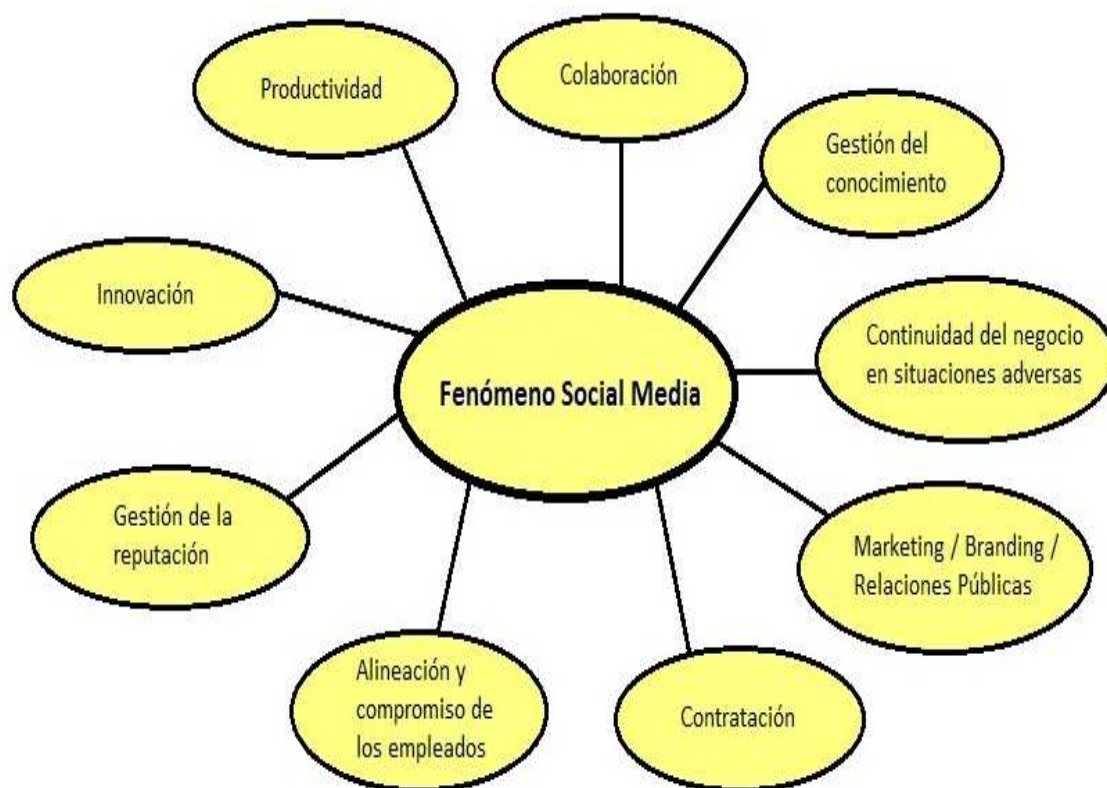 Productividad
Colaboración
Gestión del
conocimiento
Innovación
Continuidad del negocio
en situaciones adversas
Fenómeno Social Media
Gestión de la
reputación
Marketing / Branding /
Relaciones Públicas
Alineación y
compromiso de
los empleados
Contratación